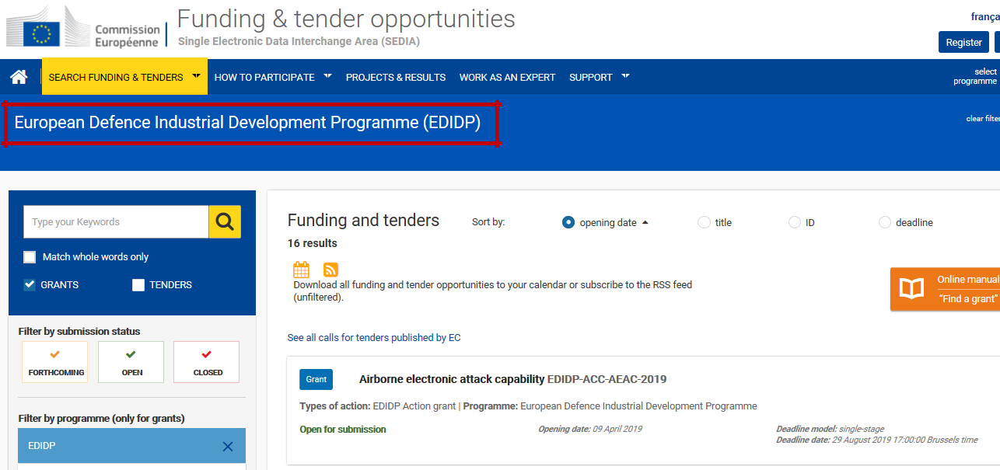 Commission
Européenne
Funding & tender opportunities
Single Electronic Data Interchange Area (SEDIA)
Register
SEARCH FUNDING & TENDERS
HOW TO PARTICIPATE
PROJECTS & RESULTS
WORK AS AN EXPERT
SUPPORT
select
programme
European Defence Industrial Development Programme (EDIDP)
Type your Keywords
Match whole words only
GRANTS
TENDERS
Filter by submission status
FORTHCOMING
OPEN
CLOSED
Filter by programme (only for grants)
EDIDP
Funding and tenders
Sort by:
opening date
title
ID
deadline
16 results
Download all funding and tender opportunities to your calendar or subscribe to the RSS feed
(unfiltered).
Online manual
"Find a grant"
See all calls for tenders published by EC
Grant
Airborne electronic attack capability EDIDP-ACC-AEAC-2019
Types of action: EDIDP Action grant | Programme: European Defence Industrial Development Programme
Open for submission
Opening date: 09 April 2019
Deadline model: single-stage
Deadline date: 29 August 2019 17:00:00 Brussels time